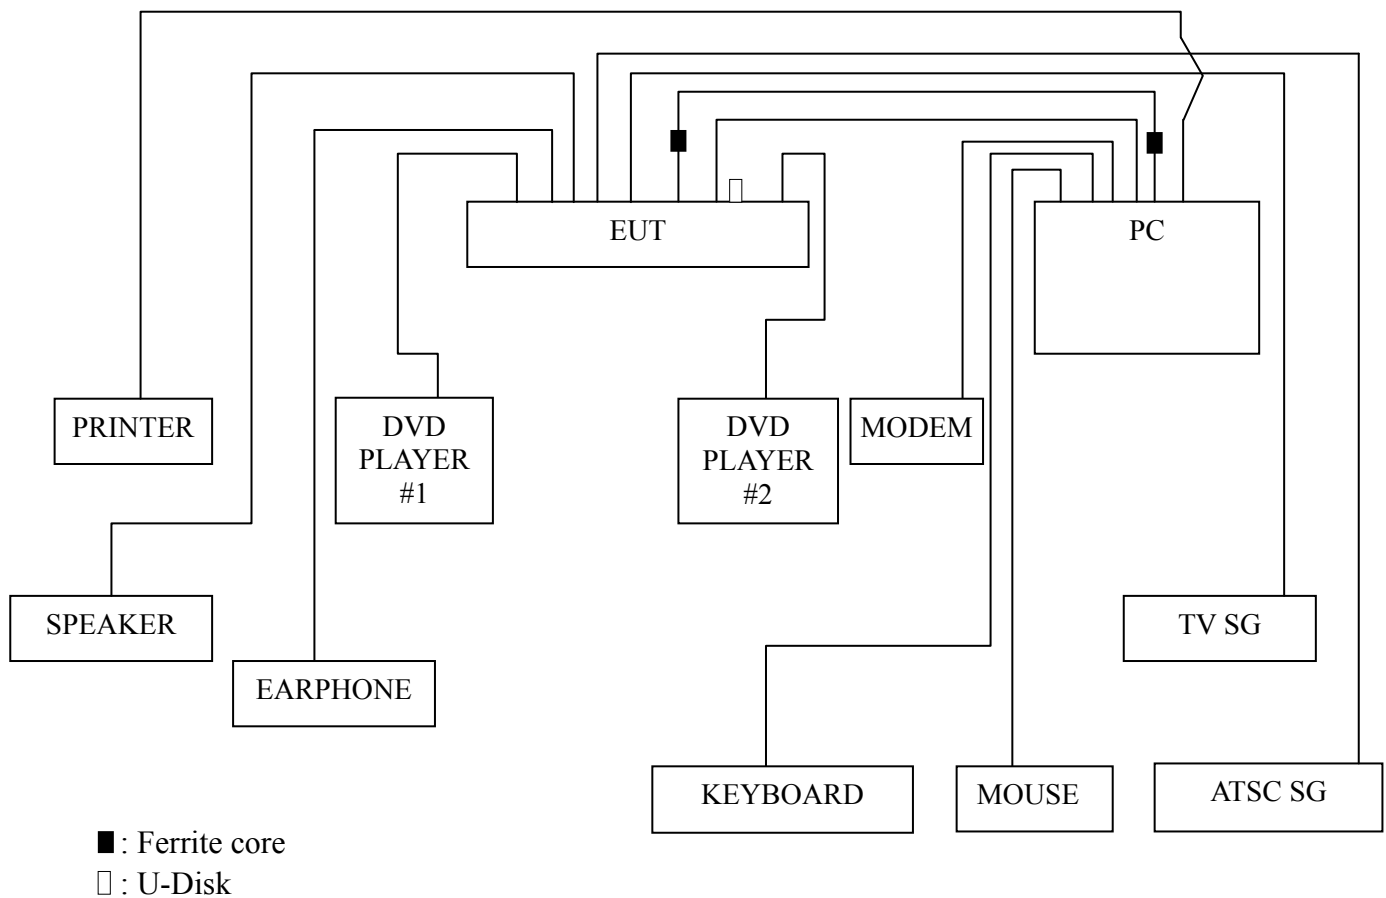 EUT
PC
PRINTER
DVD
PLAYER
#1
DVD
PLAYER
#2
MODEM
SPEAKER
TV SG
EARPHONE
KEYBOARD
MOUSE
ATSC SG
: Ferrite core
: U-Disk